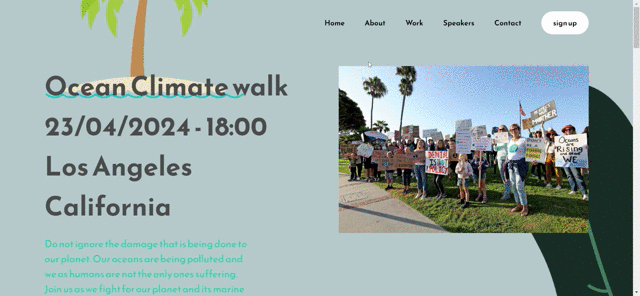 Home About Work Speakers Contact sign up
Ocean Climate walk
23/04/2024 - 18:00
Los Angeles
California
Do not ignore the damage that is being done to
our planet. Our oceans are being polluted and
we as humans are not the only ones suffering.
Join us as we fight for our planet and its marine
DENIAL
IS NOT
POLICY
Oceans
are
Rising
and so are
WE